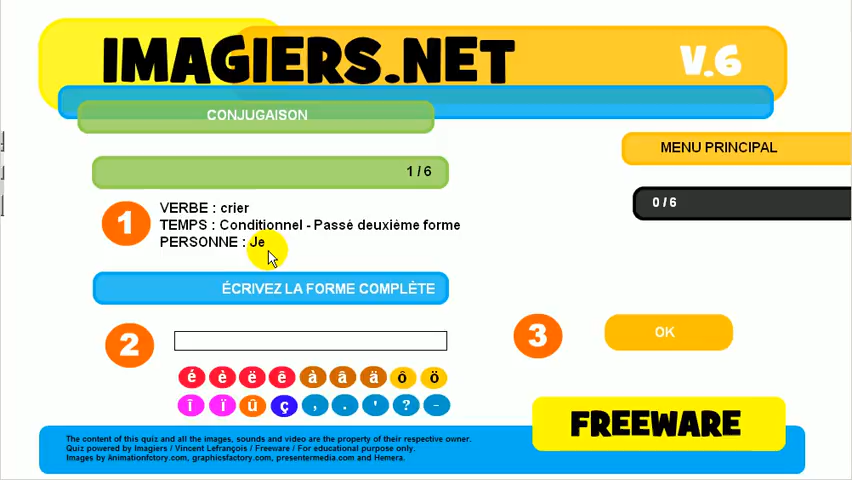 IMAGIERS.NET
V.6
CONJUGAISON
MENU PRINCIPAL
1 / 6
0 / 6
1
VERBE : crier
TEMPS : Conditionnel - Passé deuxième forme
PERSONNE : Je
ÉCRIVEZ LA FORME COMPLÈTE
2
3
OK
é è ë ê à â ä ô ö
î ï û ç , . ' ? -
FREEWARE
The content of this quiz and all the images, sounds and video are the property of their respective owner.
Quiz powered by Imagiers / Vincent Lefrançois / Freeware / For educational purpose only.
Images by Animationfctory.com, graphicsfactory.com, presentermedia.com and Hemera.